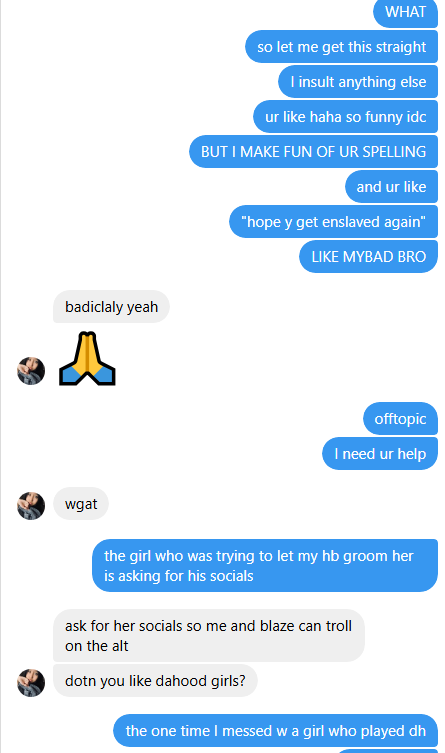 WHAT
so let me get this straight
I insult anything else
ur like haha so funny idc
BUT I MAKE FUN OF UR SPELLING
and ur like
"hope y get enslaved again"
LIKE MYBAD BRO
badiclaly yeah
offtopic
I need ur help
wgat
the girl who was trying to let my hb groom her
is asking for his socials
ask for her socials so me and blaze can troll
on the alt
dotn you like dahood girls?
the one time I messed w a girl who played dh